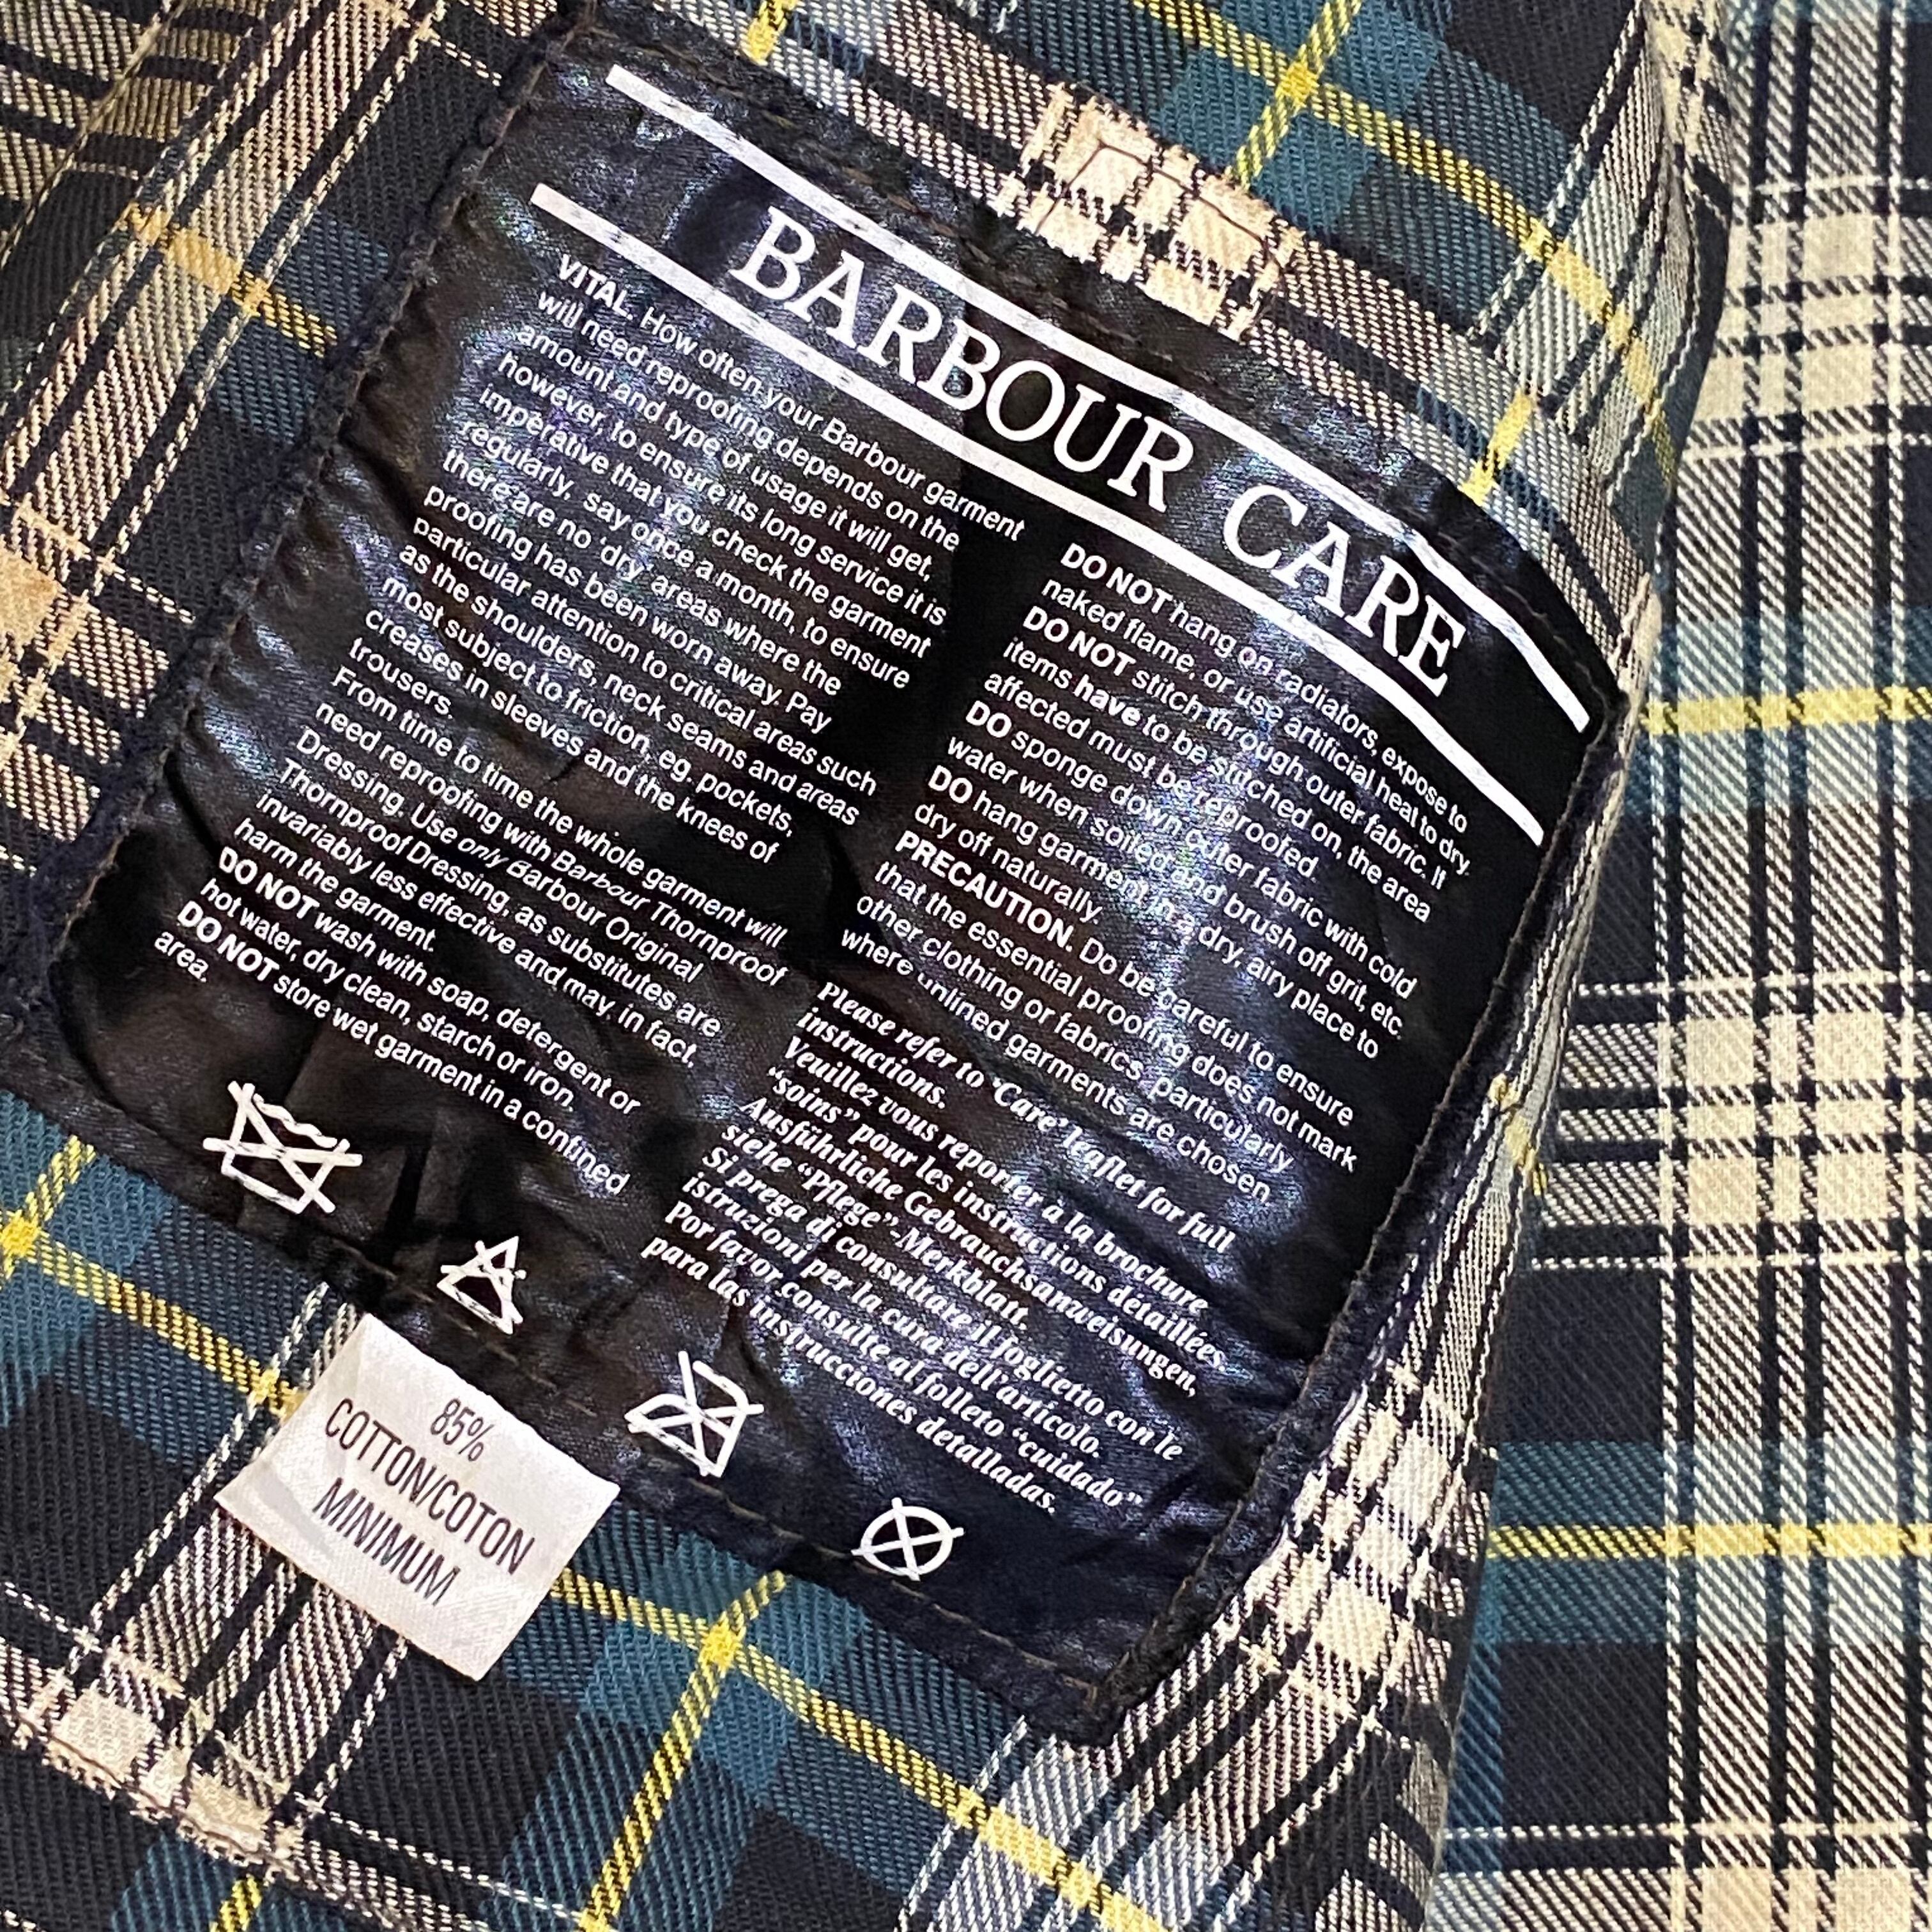 BARBOUR CARE
VITAL. How often your Barbour garment
will need reproofing depends on the
amount and type of usage it will get,
however, to ensure its long service it is
imperative that you check the garment
regularly, say once a month, to ensure
there are no 'dry' areas where the
proofing has been worn away. Pay
particular attention to critical areas such
as the shoulders, neck seams and areas
most subject to friction, eg. pockets,
creases in sleeves and the knees of
trousers.
From time to time the whole garment will
need reproofing with Barbour Thornproof
Dressing. Use only Barbour Original
Thornproof Dressing, as substitutes are
invariably less effective and may, in fact,
harm the garment.
DO NOT wash with soap, detergent or
hot water, dry clean, starch or iron.
DO NOT store wet garment in a confined
area.
DO NOT hang on radiators, expose to
naked flame, or use artificial heat to dry.
DO NOT stitch through outer fabric. If
items have to be stitched on, the area
affected must be reproofed.
DO sponge down outer fabric with cold
water when soiled and brush off grit, etc.
DO hang garment in a dry, airy place to
dry off naturally.
PRECAUTION. Do be careful to ensure
that the essential proofing does not mark
other clothing or fabrics, particularly
where unlined garments are chosen.
Please refer to 'Care' leaflet for full
instructions.
Veuillez vous reporter à la brochure
“soins” pour les instructions détaillées.
Ausführliche Gebrauchsanweisungen,
siehe “Pflege”-Merkblatt.
Si prega di consultare il foglietto con le
istruzioni per la cura dell'articolo.
Por favor consulte al folleto “cuidado”
para las instrucciones detalladas.
85%
COTTON/COTON
MINIMUM